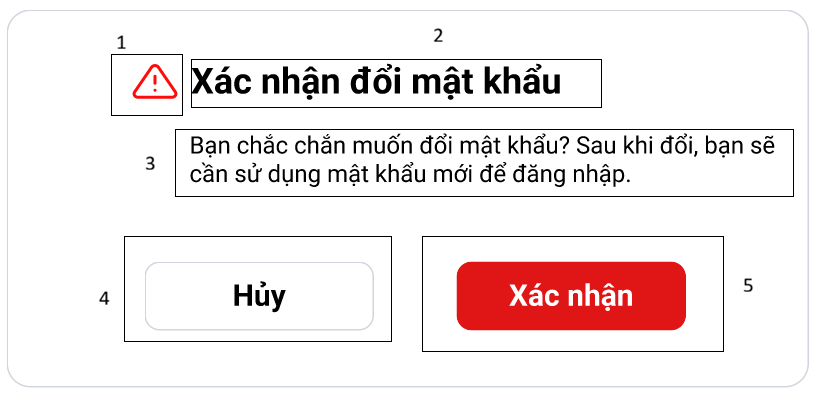 1
2
Xác nhận đổi mật khẩu
3
Bạn chắc chắn muốn đổi mật khẩu? Sau khi đổi, bạn sẽ
cần sử dụng mật khẩu mới để đăng nhập.
4
Hủy
Xác nhận
5